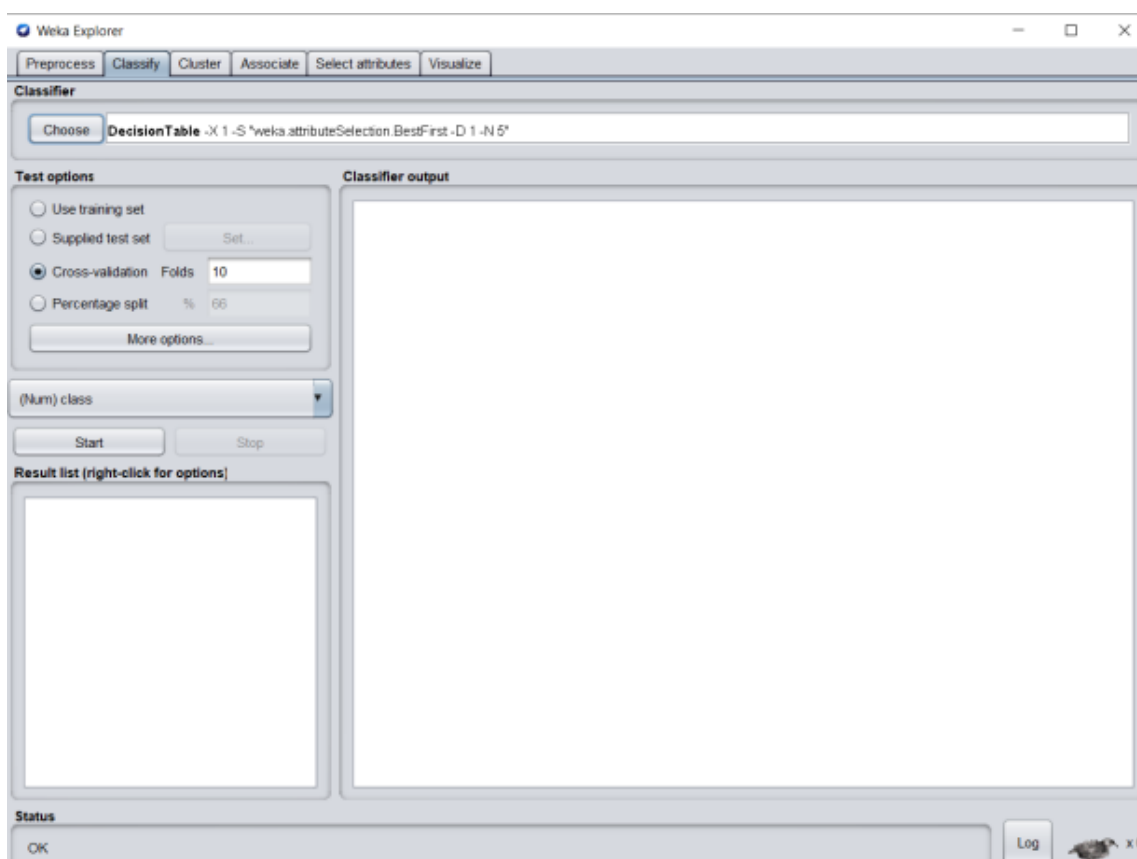 Weka Explorer
Preprocess Classify Cluster Associate Select attributes Visualize
Classifier
Choose DecisionTable -X 1 -S "weka.attributeSelection.BestFirst -D 1 -N 5"
Test options
Use training set
Supplied test set Set...
Cross-validation Folds 10
Percentage split % 66
More options...
(Num) class
Start Stop
Result list (right-click for options)
Classifier output
Status
OK
Log
x